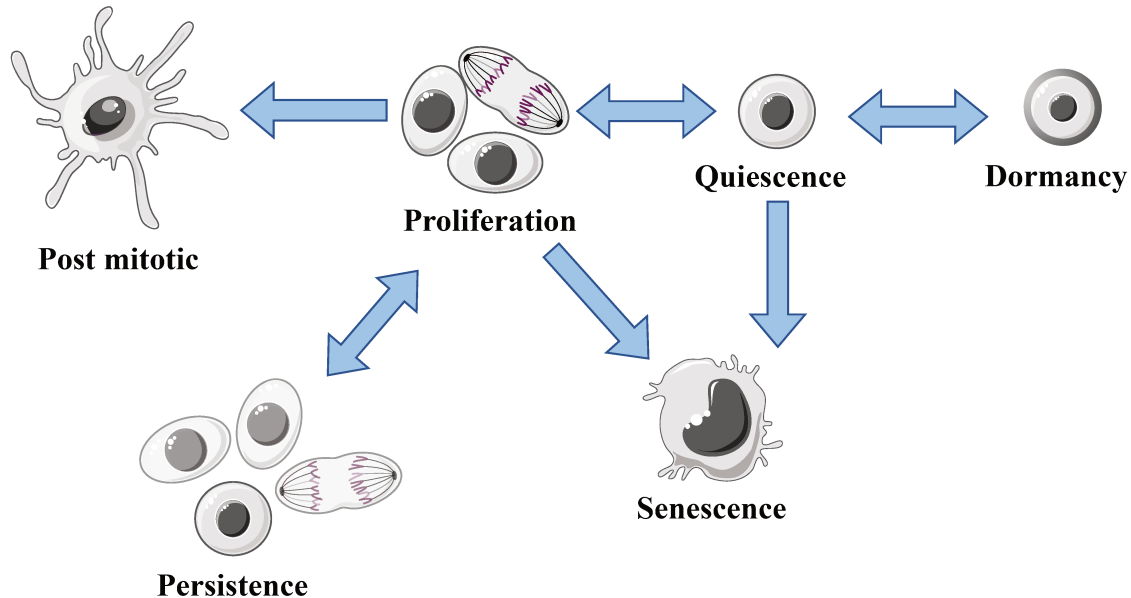 Quiescence
Dormancy
Proliferation
Post mitotic
Senescence
Persistence